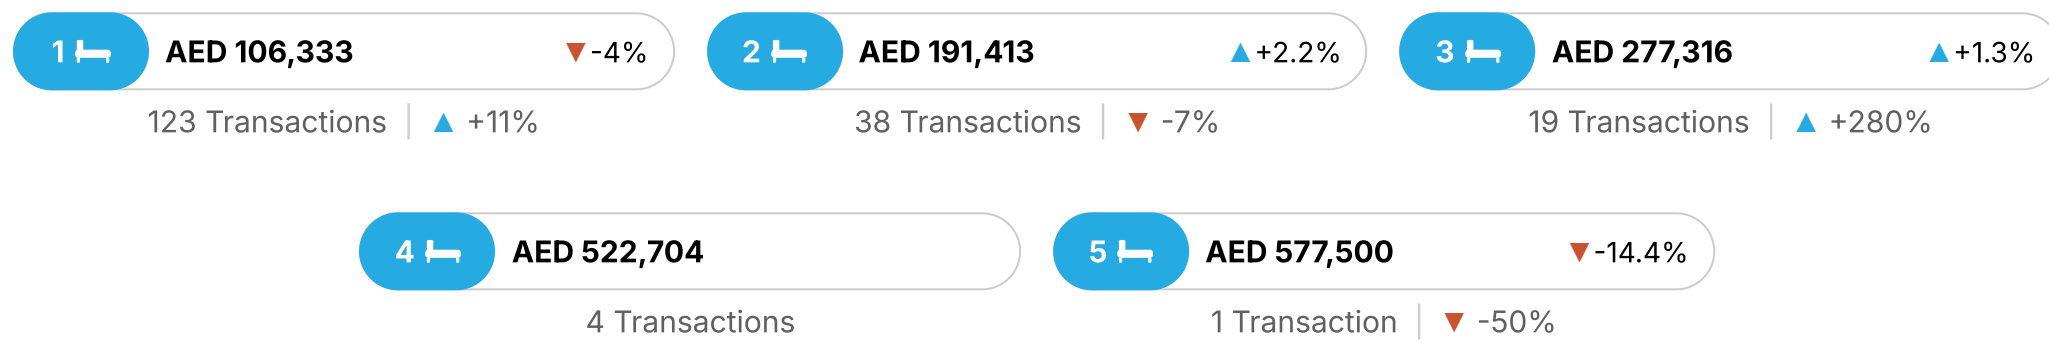 1 AED 106,333 ▼-4%
123 Transactions | ▲ +11%
2 AED 191,413 ▲+2.2%
38 Transactions | ▼ -7%
3 AED 277,316 ▲+1.3%
19 Transactions | ▲ +280%
4 AED 522,704
4 Transactions
5 AED 577,500 ▼-14.4%
1 Transaction | ▼ -50%